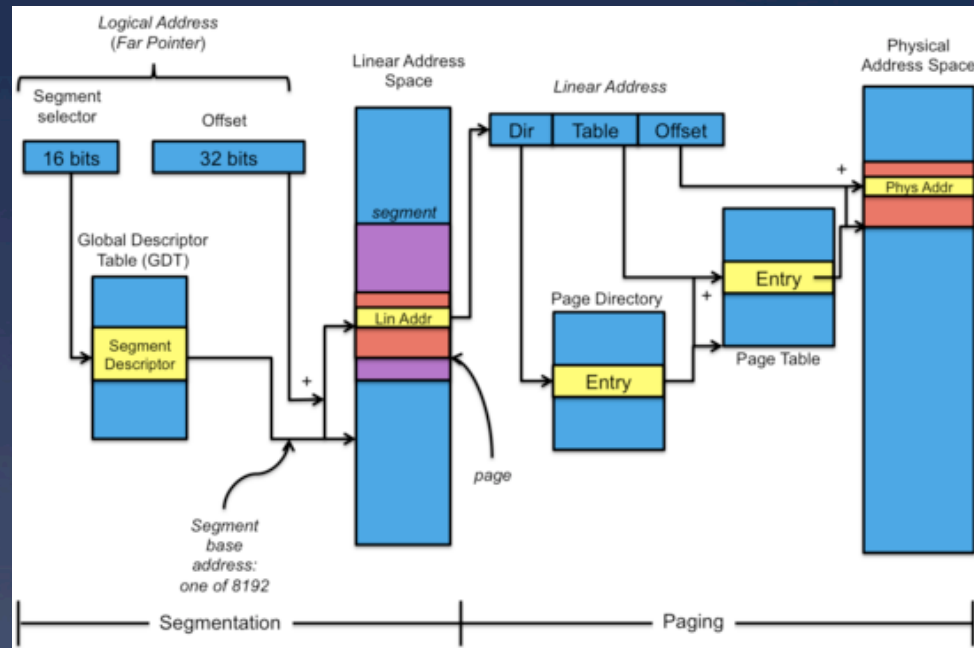 Logical Address
(Far Pointer)
Segment
selector
Offset
16 bits
32 bits
Global Descriptor
Table (GDT)
Segment
Descriptor
+
Segment
base
address:
one of 8192
Linear Address
Space
segment
Lin Addr
page
Linear Address
Dir
Table
Offset
Page Directory
Entry
+
Entry
Page Table
Physical
Address Space
+
Phys Addr
Segmentation
Paging